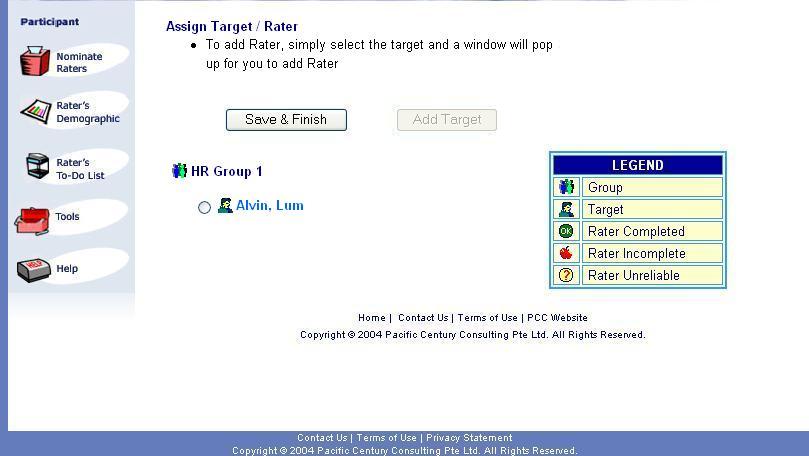 Participant
Nominate
Raters
Rater's
Demographic
Rater's
To-Do List
Tools
HELP
Help
Assign Target / Rater
• To add Rater, simply select the target and a window will pop
up for you to add Rater
Save & Finish
Add Target
HR Group 1
Alvin, Lum
LEGEND
Group
Target
OK Rater Completed
Rater Incomplete
? Rater Unreliable
Home | Contact Us | Terms of Use | PCC Website
Copyright © 2004 Pacific Century Consulting Pte Ltd. All Rights Reserved.
Contact Us | Terms of Use | Privacy Statement
Copyright © 2004 Pacific Century Consulting Pte Ltd. All Rights Reserved.